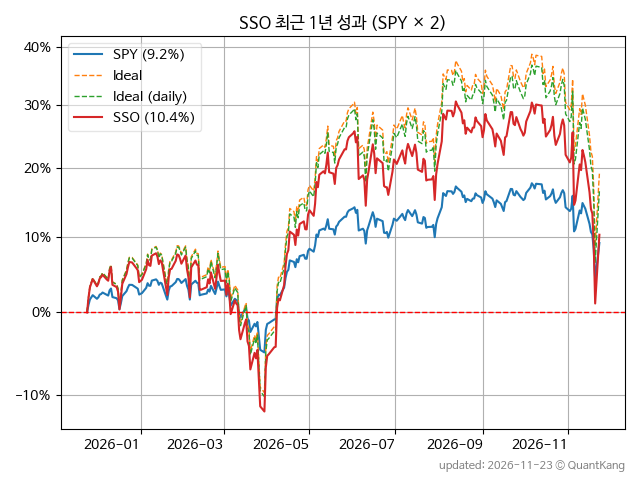 SSO 최근 1년 성과 (SPY × 2)
SPY (9.2%)
Ideal
Ideal (daily)
SSO (10.4%)
40%
30%
20%
10%
0%
−10%
2026−01
2026−03
2026−05
2026−07
2026−09
2026−11
updated: 2026-11-23 © QuantKang